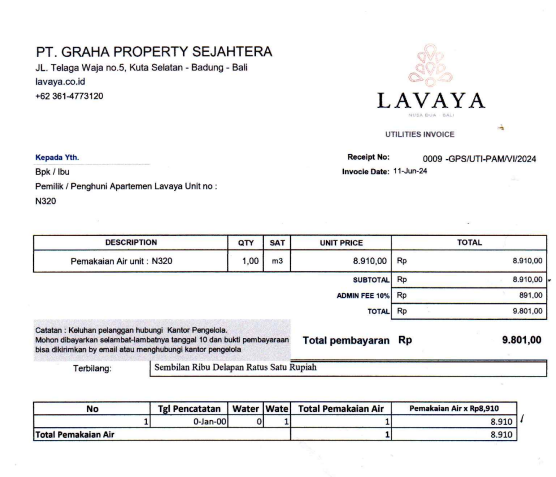 PT. GRAHA PROPERTY SEJAHTERA
JL. Telaga Waja no.5, Kuta Selatan - Badung - Bali
lavaya.co.id
+62 361-4773120
LAVAYA
NUSA DUA BALI
UTILITIES INVOICE
Kepada Yth.
Bpk / Ibu
Pemilik / Penghuni Apartemen Lavaya Unit no :
N320
Receipt No: 0009 -GPS/UTI-PAM/VI/2024
Invocie Date: 11-Jun-24
DESCRIPTION QTY SAT UNIT PRICE TOTAL
Pemakaian Air unit : N320 1,00 m3 8.910,00 Rp 8.910,00
SUBTOTAL Rp 8.910,00
ADMIN FEE 10% Rp 891,00
TOTAL Rp 9.801,00
Catatan : Keluhan pelanggan hubungi Kantor Pengelola.
Mohon dibayarkan selambat-lambatnya tanggal 10 dan bukti pembayaraan
bisa dikirimkan by email atau menghubungi kantor pengelola
Total pembayaran Rp 9.801,00
Terbilang: Sembilan Ribu Delapan Ratus Satu Rupiah
No Tgl Pencatatan Water Wate Total Pemakaian Air Pemakaian Air x Rp8,910
1 0-Jan-00 0 1 1 8.910
Total Pemakaian Air 1 8.910